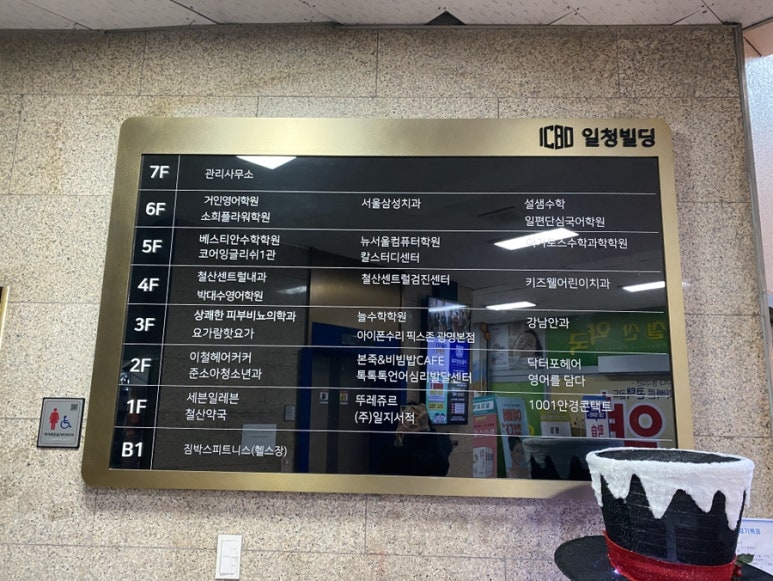 ICBD 일청빌딩
7F 관리사무소
6F 거인영어학원 서울삼성치과 설샘수학
소희플라워학원 일편단심국어학원
5F 베스티안수학학원 뉴서울컴퓨터학원
코어잉글리쉬1관 칼스터디센터
4F 철산센트럴내과 철산센트럴검진센터 키즈웰어린이치과
박대수영어학원
3F 상쾌한 피부비뇨의학과 늘수학학원 강남안과
요가람핫요가 아이폰수리 픽스존 광명본점
2F 이철헤어커커 본죽&비빔밥CAFE 닥터포헤어
준소아청소년과 톡톡톡언어심리발달센터 영어를 담다
1F 세븐일레븐 뚜레쥬르 1001안경콘택트
철산약국 (주)일지서적
B1 짐박스피트니스(헬스장)